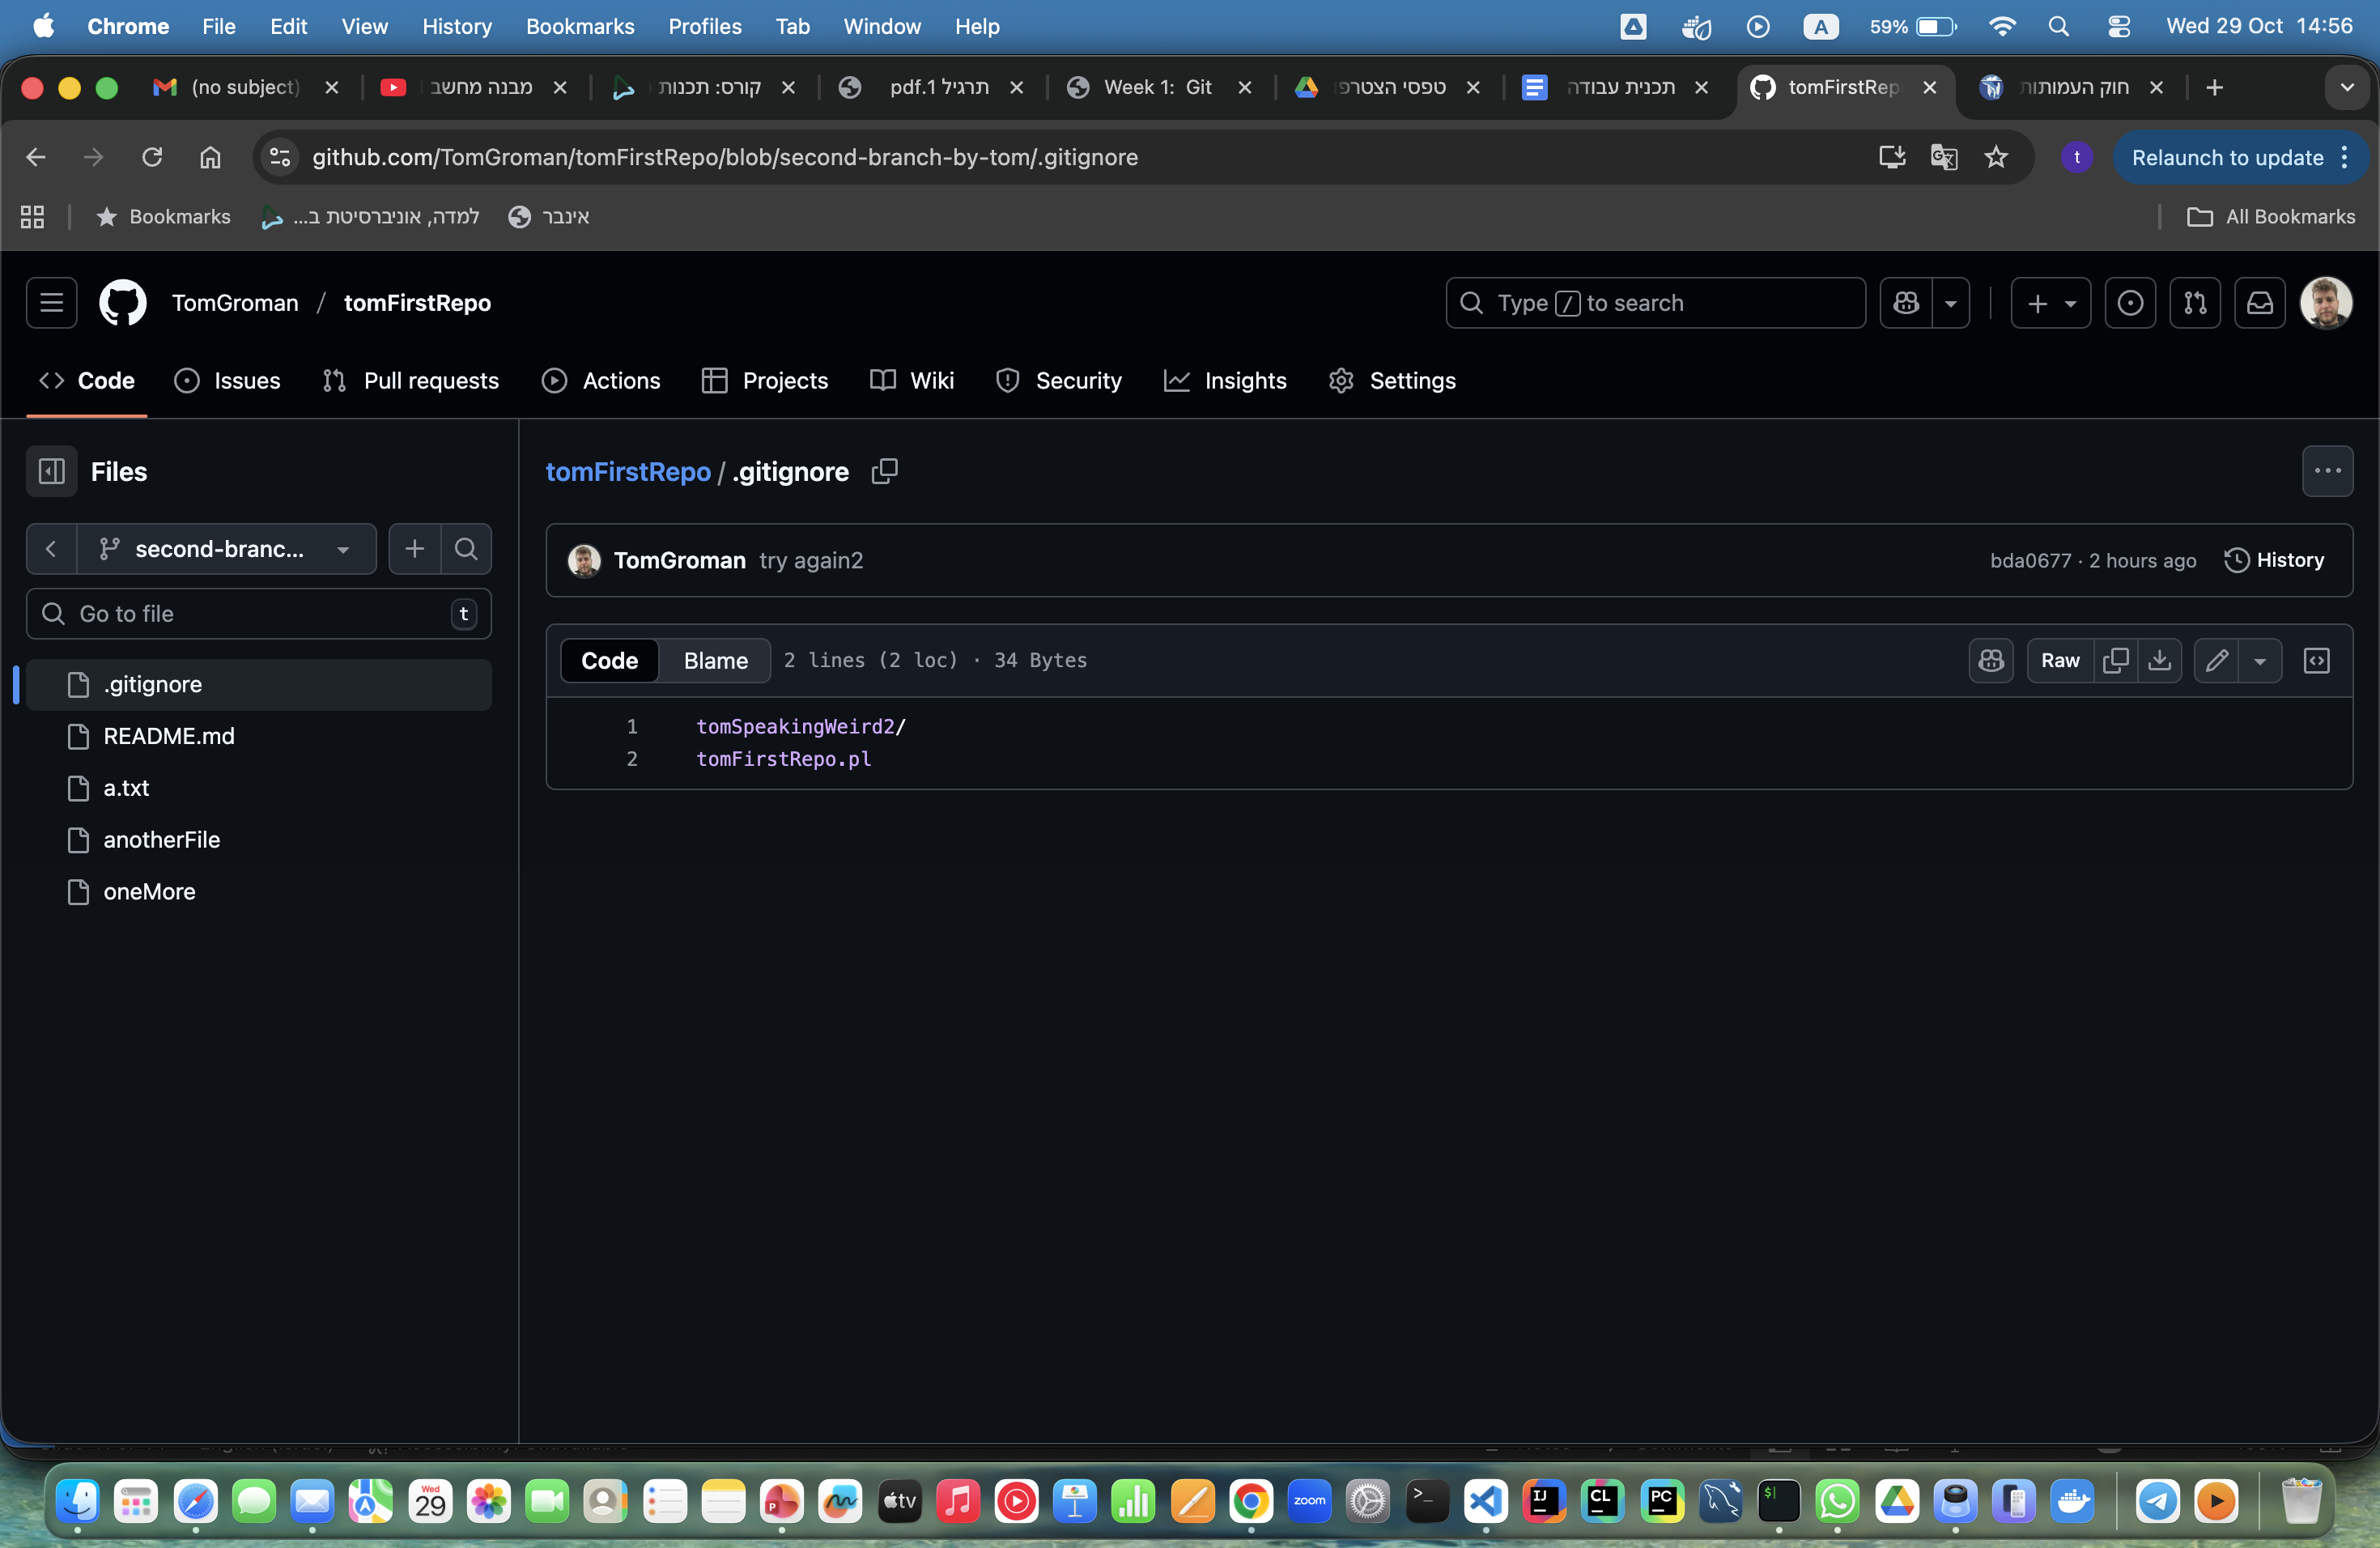 Chrome File Edit View History Bookmarks Profiles Tab Window Help A 59% Wed 29 Oct 14:56
(no subject) מבנה מחשב קורס: תכנות תרגיל 1.pdf Week 1: Git טפסי הצטרפו תכנית עבודה tomFirstRep חוק העמותות
github.com/TomGroman/tomFirstRepo/blob/second-branch-by-tom/.gitignore t Relaunch to update
Bookmarks למדה, אוניברסיטת ב... אינבר All Bookmarks
TomGroman / tomFirstRepo Type / to search
Code Issues Pull requests Actions Projects Wiki Security Insights Settings
Files
tomFirstRepo / .gitignore
second-branc...
TomGroman try again2 bda0677 · 2 hours ago History
Go to file t
Code Blame 2 lines (2 loc) · 34 Bytes Raw
.gitignore
README.md
a.txt
anotherFile
oneMore
1 tomSpeakingWeird2/
2 tomFirstRepo.pl
Wed
29
P
tv
zoom
>_
IJ
CL
PC
$